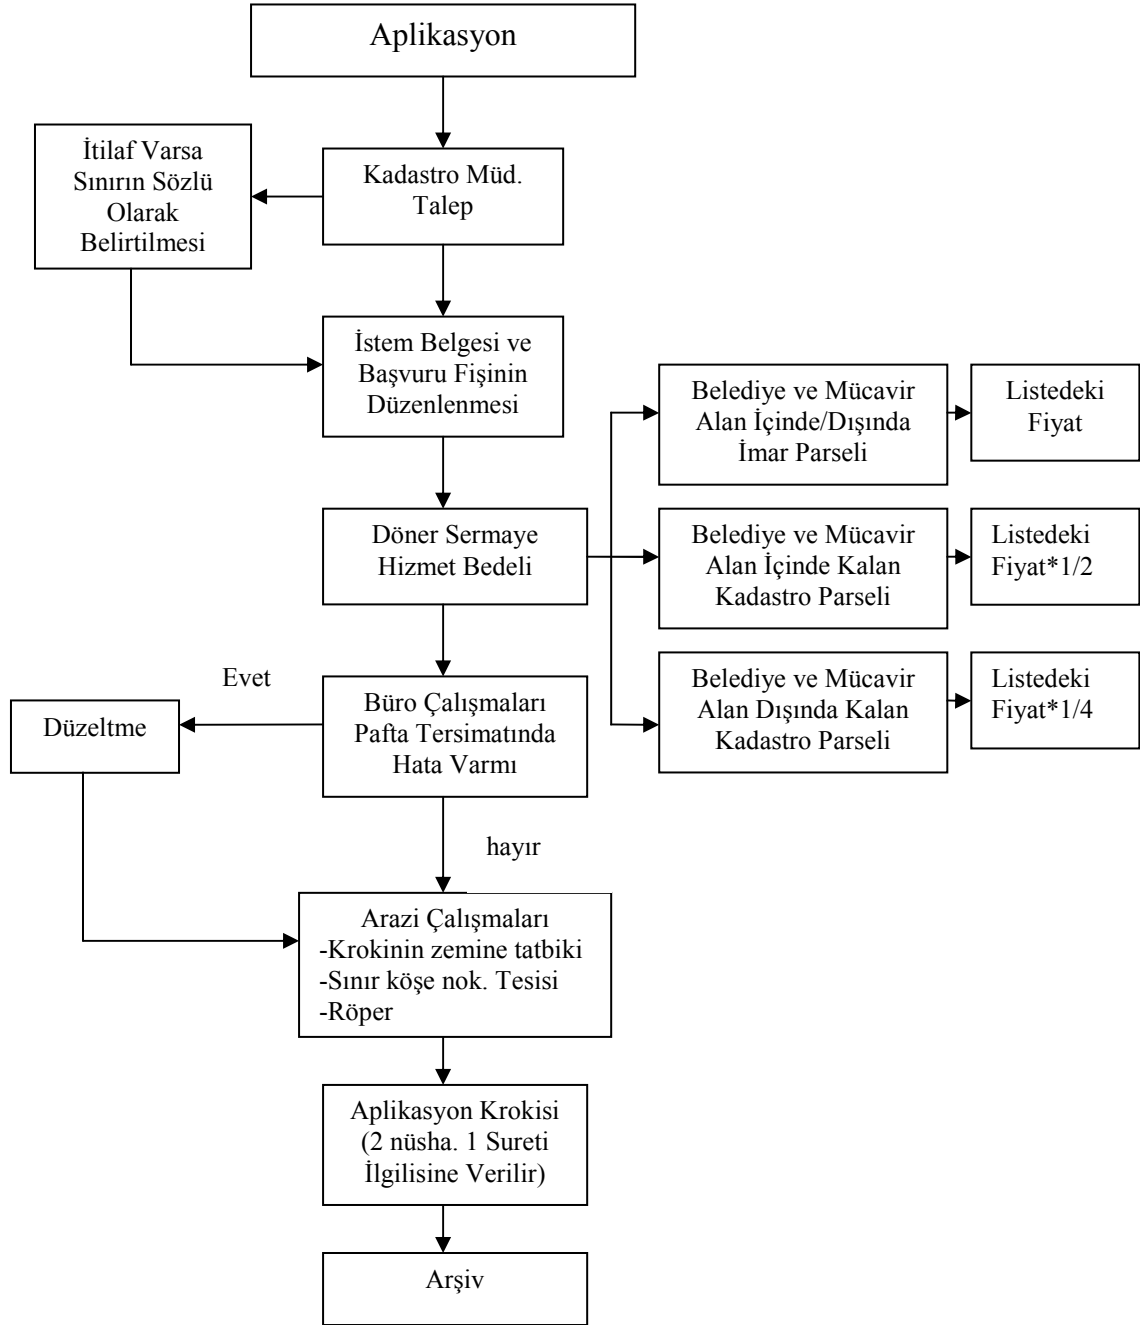 Aplikasyon
İtilaf Varsa
Sınırın Sözlü
Olarak
Belirtilmesi
Kadastro Müd.
Talep
İstem Belgesi ve
Başvuru Fişinin
Düzenlenmesi
Belediye ve Mücavir
Alan İçinde/Dışında
İmar Parseli
Listedeki
Fiyat
Döner Sermaye
Hizmet Bedeli
Belediye ve Mücavir
Alan İçinde Kalan
Kadastro Parseli
Listedeki
Fiyat*1/2
Belediye ve Mücavir
Alan Dışında Kalan
Kadastro Parseli
Listedeki
Fiyat*1/4
Evet
Düzeltme
Büro Çalışmaları
Pafta Tersimatında
Hata Varmı
hayır
Arazi Çalışmaları
-Krokinin zemine tatbiki
-Sınır köşe nok. Tesisi
-Röper
Aplikasyon Krokisi
(2 nüsha. 1 Sureti
İlgilisine Verilir)
Arşiv